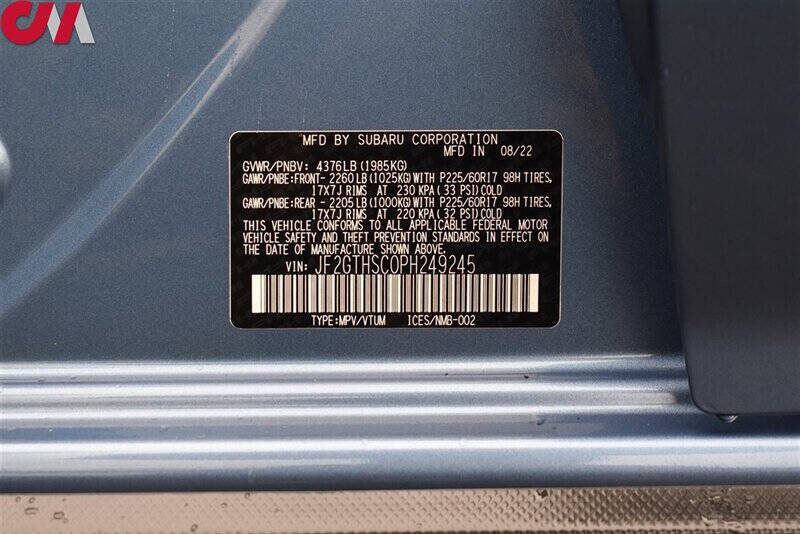 CM
MFD BY SUBARU CORPORATION
MFD IN 08/22
GVWR/PNBV: 4376LB(1985KG)
GAWR/PNBE:FRONT- 2260LB(1025KG)WITH P225/60R17 98H TIRES,
17X7J RIMS AT 230 KPA(33 PSI)COLD
GAWR/PNBE:REAR - 2205LB(1000KG)WITH P225/60R17 98H TIRES,
17X7J RIMS AT 220 KPA(32 PSI)COLD
THIS VEHICLE CONFORMS TO ALL APPLICABLE FEDERAL MOTOR
VEHICLE SAFETY AND THEFT PREVENTION STANDARDS IN EFFECT
ON THE DATE OF MANUFACTURE SHOWN ABOVE.
VIN: JF2GTHSC0PH249245
TYPE:MPV/VTUM ICES/NMB-002